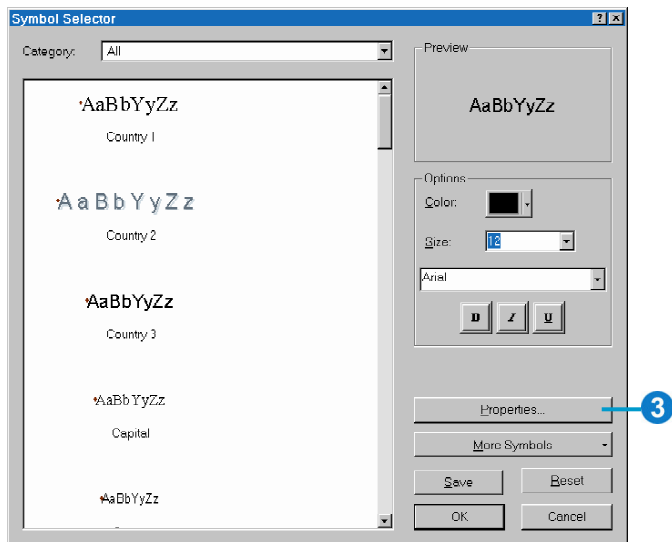 Symbol Selector
Category: All
AaBbYyZz
Country 1
AaBbYyZz
Country 2
AaBbYyZz
Country 3
AaBbYyZz
Capital
AaBbYyZz
Preview
AaBbYyZz
Options
Color:
Size: 12
Arial
B I U
Properties...
3
More Symbols
Save Reset
OK Cancel